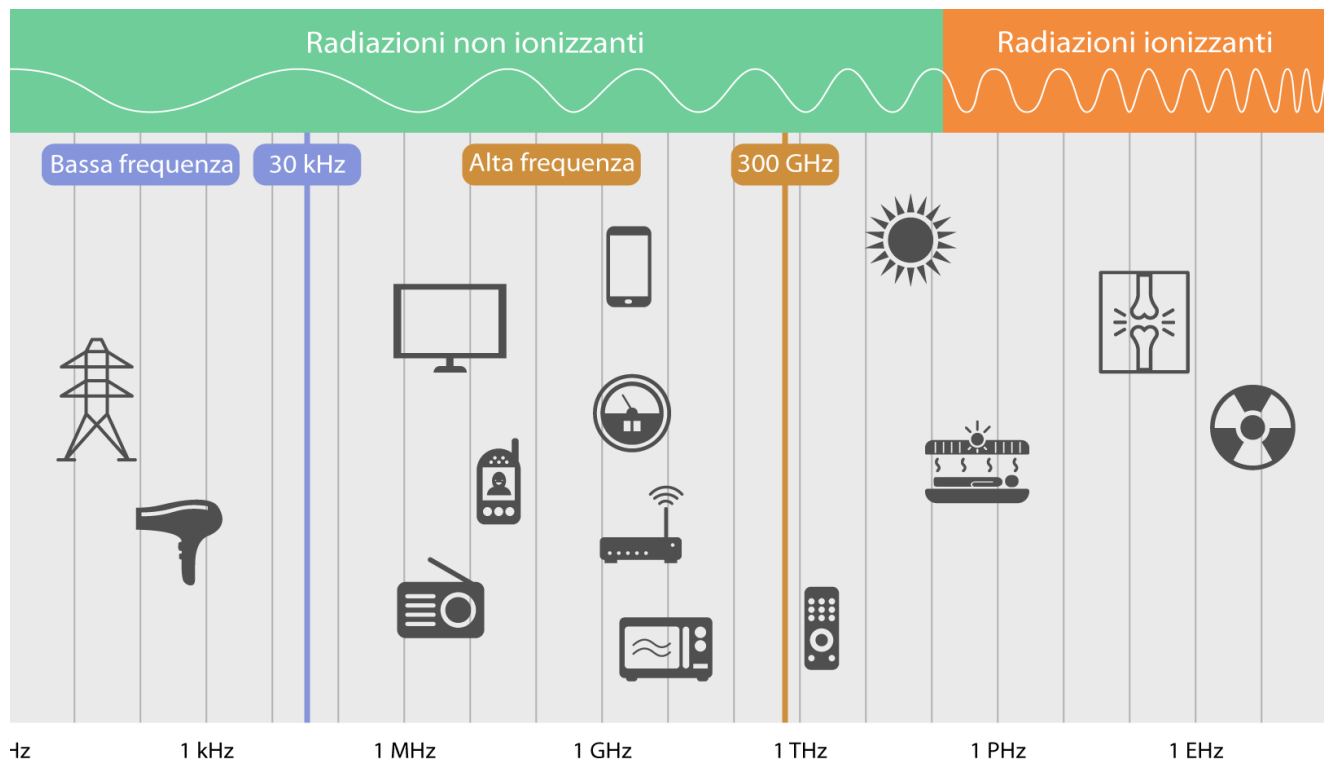 Radiazioni non ionizzanti
Radiazioni ionizzanti
Bassa frequenza
30 kHz
Alta frequenza
300 GHz
Hz
1 kHz
1 MHz
1 GHz
1 THz
1 PHz
1 EHz